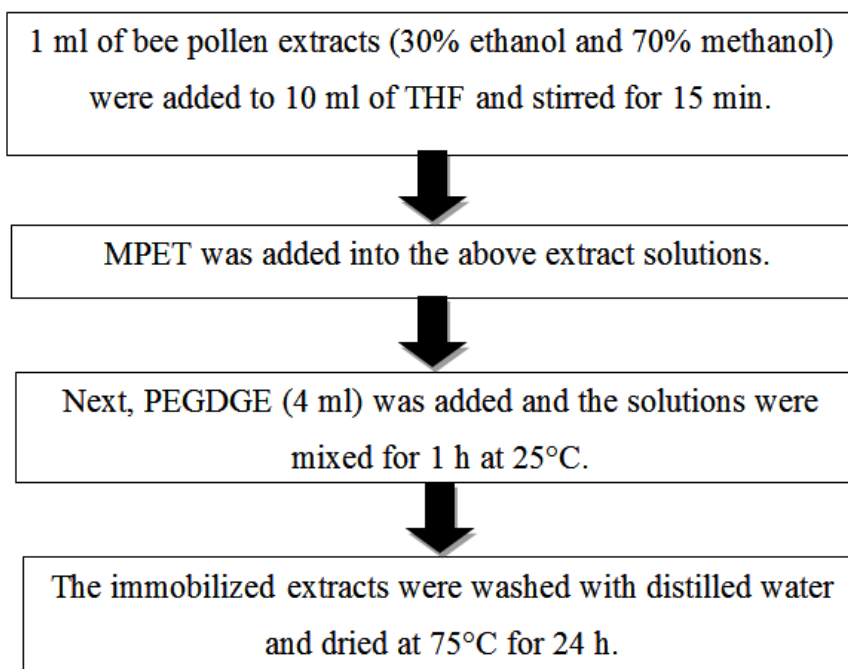 1 ml of bee pollen extracts (30% ethanol and 70% methanol)
were added to 10 ml of THF and stirred for 15 min.
MPET was added into the above extract solutions.
Next, PEGDGE (4 ml) was added and the solutions were
mixed for 1 h at 25°C.
The immobilized extracts were washed with distilled water
and dried at 75°C for 24 h.